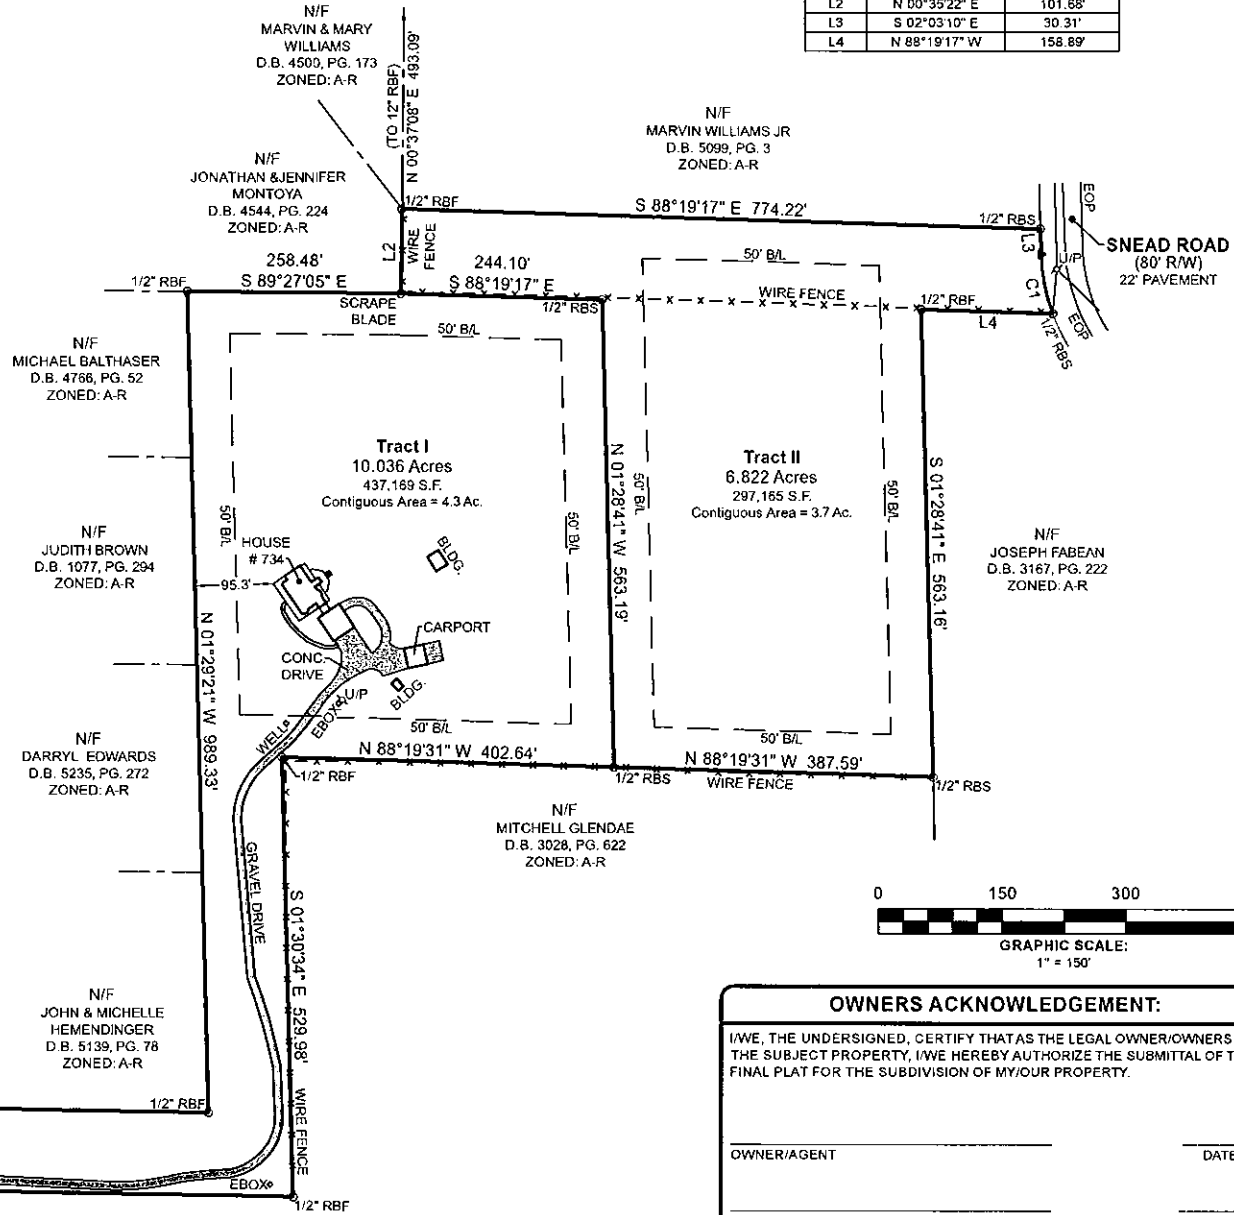 N/F
MARVIN & MARY
WILLIAMS
D.B. 4500, PG. 173
ZONED: A-R
(TO 12" RBF)
N 00°37'08" E 493.09'
L2 N 00°35'22" E 101.68'
L3 S 02°03'10" E 30.31'
L4 N 88°19'17" W 158.89'
N/F
MARVIN WILLIAMS JR
D.B. 5099, PG. 3
ZONED: A-R
N/F
JONATHAN &JENNIFER
MONTOYA
D.B. 4544, PG. 224
ZONED: A-R
1/2" RBF
S 88°19'17" E 774.22'
1/2" RBS
L3
EOP
SNEAD ROAD
(80' R/W)
22' PAVEMENT
U/P
C1
EOP
1/2" RBS
L2
WIRE
FENCE
258.48'
S 89°27'05" E
1/2" RBF
244.10'
S 88°19'17" E
SCRAPE
BLADE
1/2" RBS
50' B/L
WIRE FENCE
1/2" RBF
L4
50' B/L
N/F
MICHAEL BALTHASER
D.B. 4766, PG. 52
ZONED: A-R
Tract I
10.036 Acres
437,169 S.F.
Contiguous Area = 4.3 Ac.
Tract II
6.822 Acres
297,165 S.F.
Contiguous Area = 3.7 Ac.
50' B/L
50' B/L
N 01°28'41" W 563.19'
50' B/L
50' B/L
S 01°28'41" E 563.16'
N/F
JUDITH BROWN
D.B. 1077, PG. 294
ZONED: A-R
HOUSE
# 734
BLDG.
95.3'
N/F
JOSEPH FABEAN
D.B. 3167, PG. 222
ZONED: A-R
CARPORT
CONC.
DRIVE
N 01°29'21" W 989.33'
U/P
EBOX
BLDG.
WELL
50' B/L
50' B/L
N/F
DARRYL EDWARDS
D.B. 5235, PG. 272
ZONED: A-R
N 88°19'31" W 402.64'
1/2" RBF
N 88°19'31" W 387.59'
1/2" RBS
WIRE FENCE
1/2" RBS
N/F
MITCHELL GLENDAE
D.B. 3028, PG. 622
ZONED: A-R
GRAVEL DRIVE
S 01°30'34" E 529.98'
WIRE FENCE
0 150 300
GRAPHIC SCALE:
1" = 150'
N/F
JOHN & MICHELLE
HEMENDINGER
D.B. 5139, PG. 78
ZONED: A-R
1/2" RBF
EBOX
1/2" RBF
OWNERS ACKNOWLEDGEMENT:
I/WE, THE UNDERSIGNED, CERTIFY THAT AS THE LEGAL OWNER/OWNERS
THE SUBJECT PROPERTY, I/WE HEREBY AUTHORIZE THE SUBMITTAL OF T
FINAL PLAT FOR THE SUBDIVISION OF MY/OUR PROPERTY.
OWNER/AGENT DATE